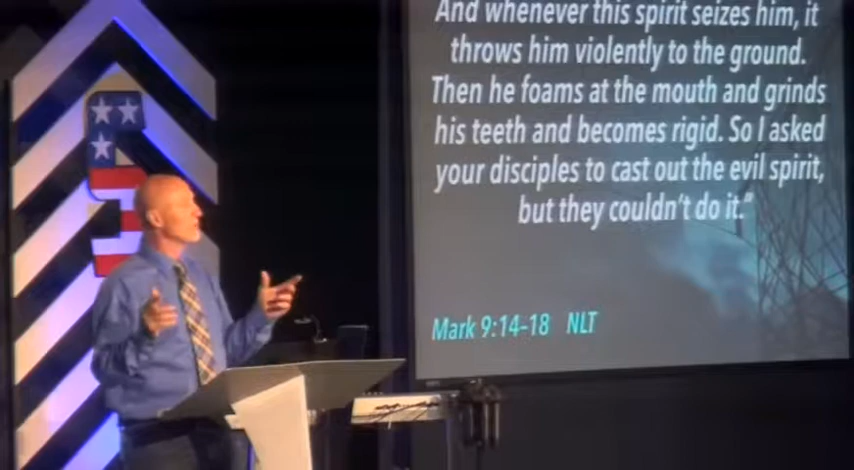 And whenever this spirit seizes him, it
throws him violently to the ground.
Then he foams at the mouth and grinds
his teeth and becomes rigid. So I asked
your disciples to cast out the evil spirit,
but they couldn't do it."
Mark 9:14-18 NLT